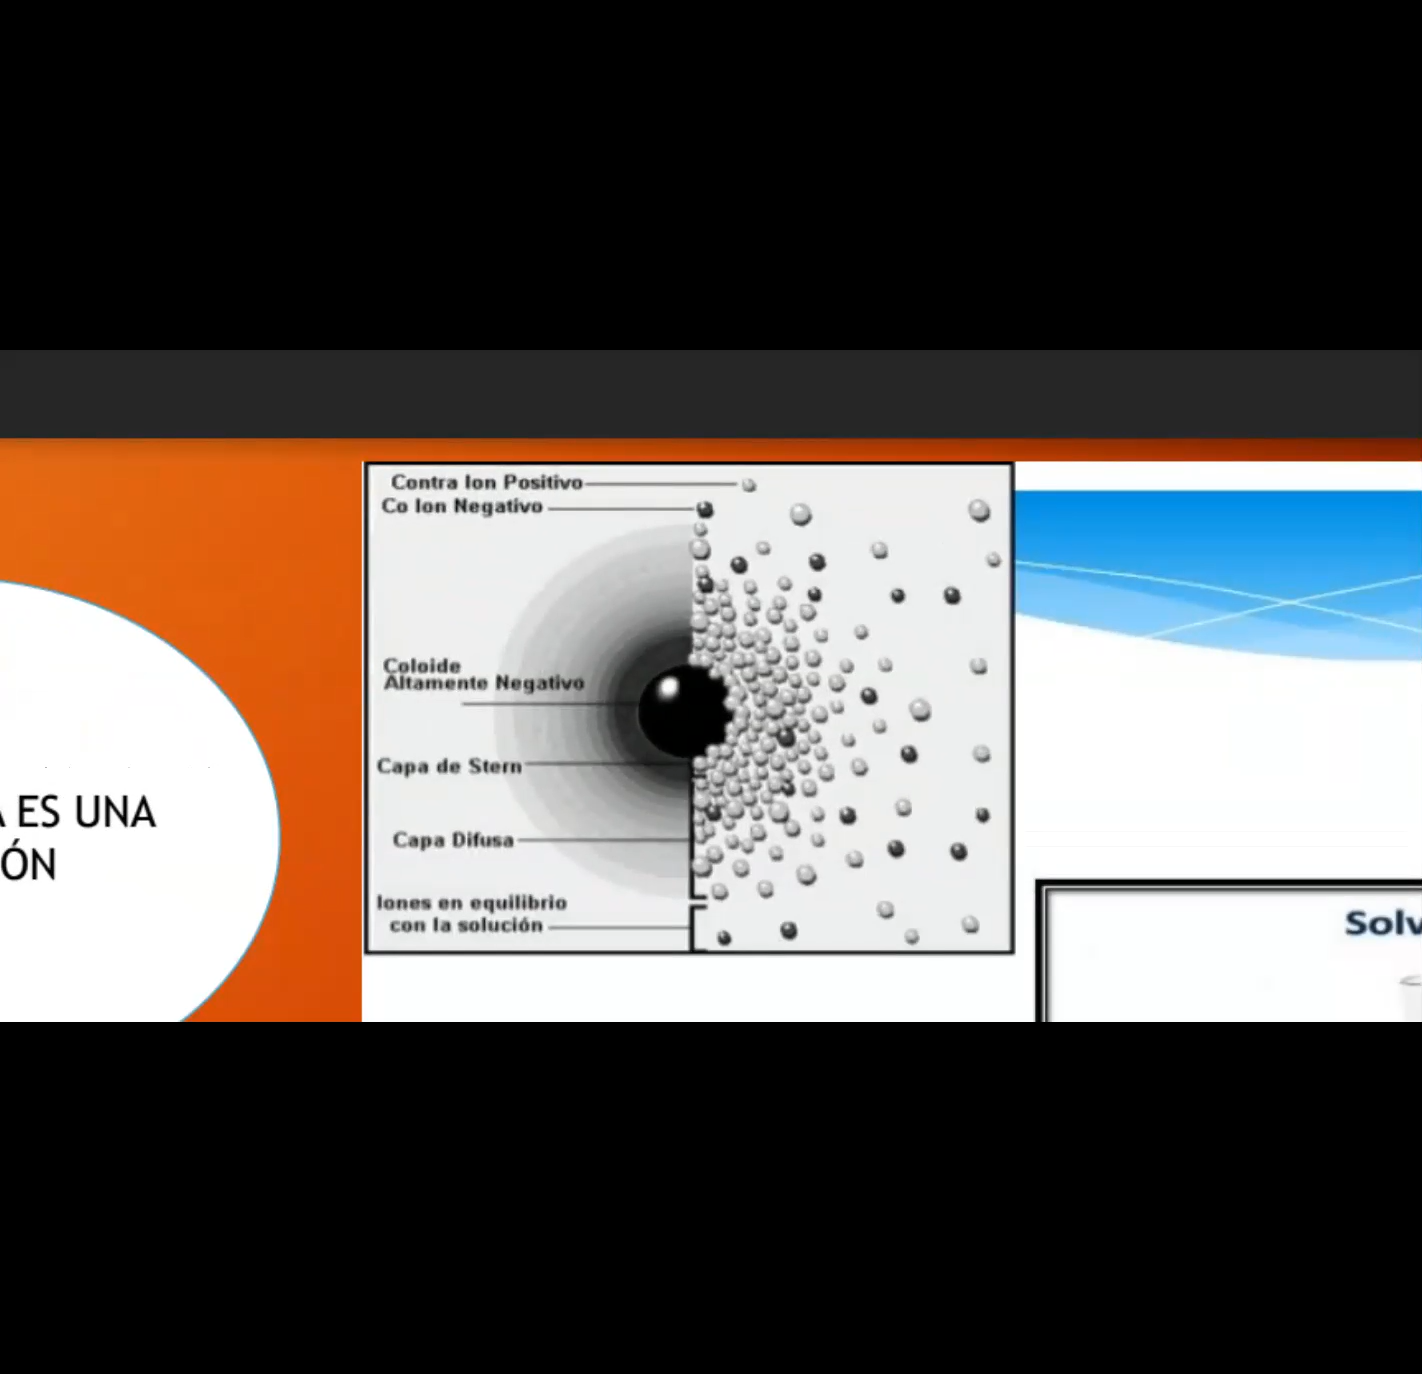 ES UNA
ÓN
Contra Ion Positivo
Co Ion Negativo
Coloide
Altamente Negativo
Capa de Stern
Capa Difusa
Iones en equilibrio
con la solución
Solv